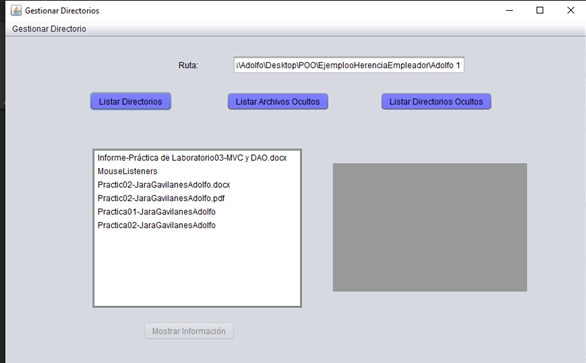 Gestionar Directorios
Gestionar Directorio
Ruta:
\Adolfo\Desktop\POO\EjemplooHerenciaEmpleador\Adolfo 1
Listar Directorios
Listar Archivos Ocultos
Listar Directorios Ocultos
Informe-Práctica de Laboratorio03-MVC y DAO.docx
MouseListeners
Practic02-JaraGavilanesAdolfo.docx
Practic02-JaraGavilanesAdolfo.pdf
Practica01-JaraGavilanesAdolfo
Practica02-JaraGavilanesAdolfo
Mostrar Información